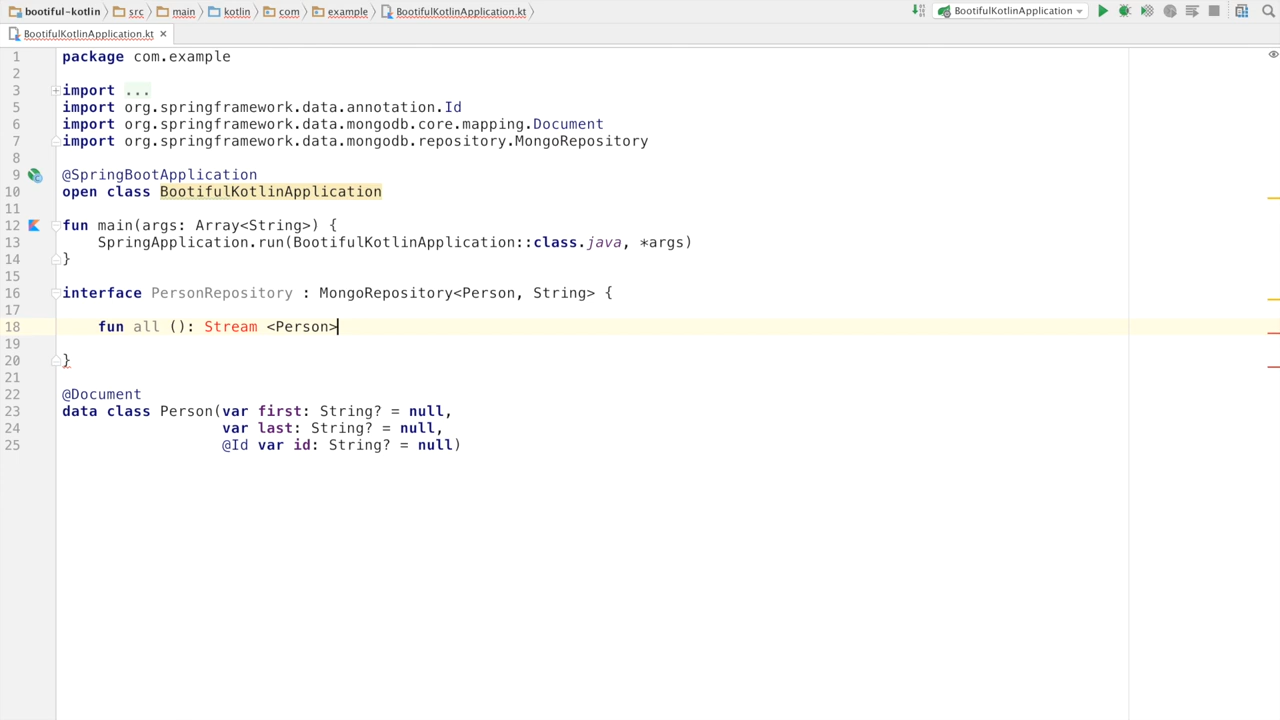 bootiful-kotlin src main kotlin com example BootifulKotlinApplication.kt BootifulKotlinApplication
BootifulKotlinApplication.kt
1 package com.example
2
3 import ...
5 import org.springframework.data.annotation.Id
6 import org.springframework.data.mongodb.core.mapping.Document
7 import org.springframework.data.mongodb.repository.MongoRepository
8
9 @SpringBootApplication
10 open class BootifulKotlinApplication
11
12 fun main(args: Array<String>) {
13 SpringApplication.run(BootifulKotlinApplication::class.java, *args)
14 }
15
16 interface PersonRepository : MongoRepository<Person, String> {
17
18 fun all (): Stream <Person>
19
20 }
21
22 @Document
23 data class Person(var first: String? = null,
24 var last: String? = null,
25 @Id var id: String? = null)